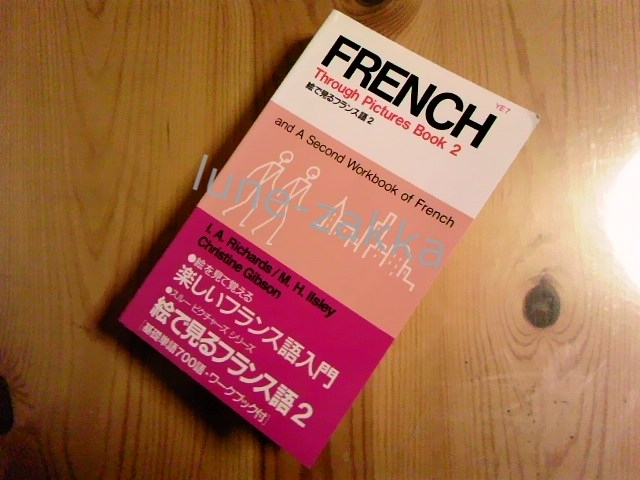 YE7
FRENCH
Through Pictures Book 2
絵で見るフランス語2
and A Second Workbook of French
lune-zakka
I. A. Richards/M. H. Ilsley
Christine Gibson
●絵を見て覚える
楽しいフランス語入門
●スルー ピクチャーズ シリーズ
絵で見るフランス語2
[基礎単語700語・ワークブック付]